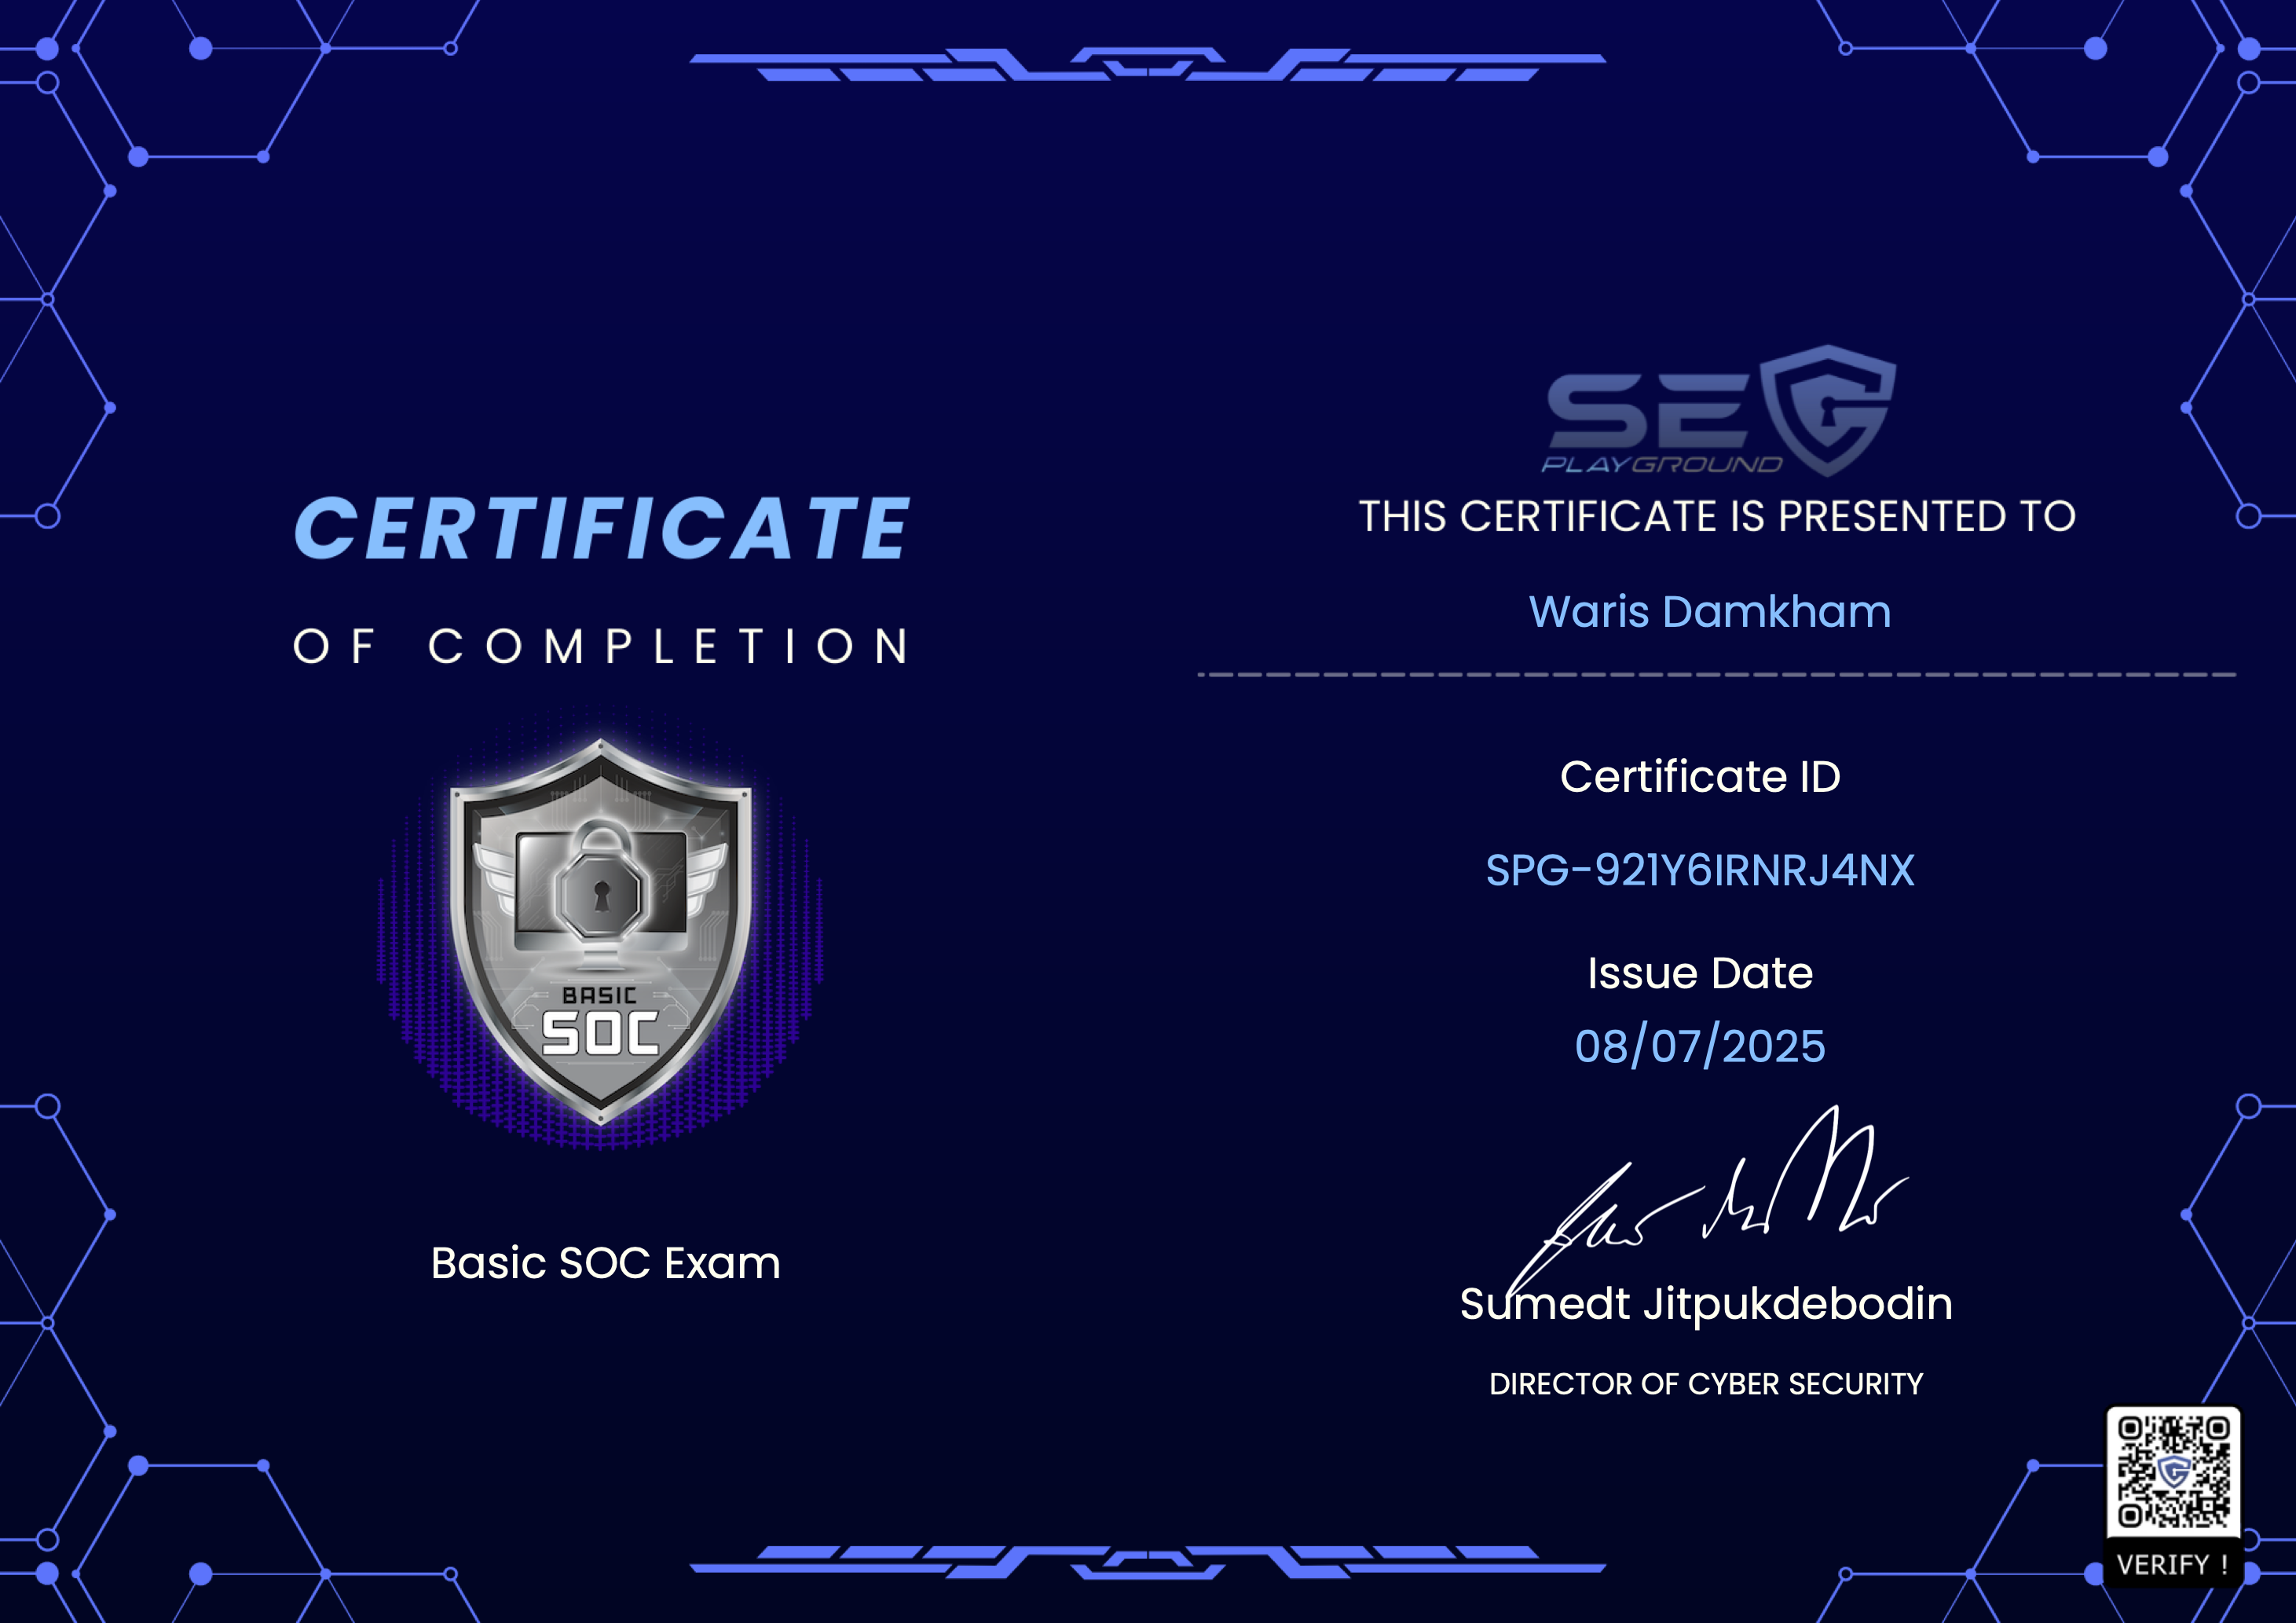 CERTIFICATE
OF COMPLETION
BASIC
SOC
Basic SOC Exam
SEC
PLAYGROUND
THIS CERTIFICATE IS PRESENTED TO
Waris Damkham
Certificate ID
SPG-921Y6IRNRJ4NX
Issue Date
08/07/2025
Sumedt Jitpukdebodin
DIRECTOR OF CYBER SECURITY
VERIFY !